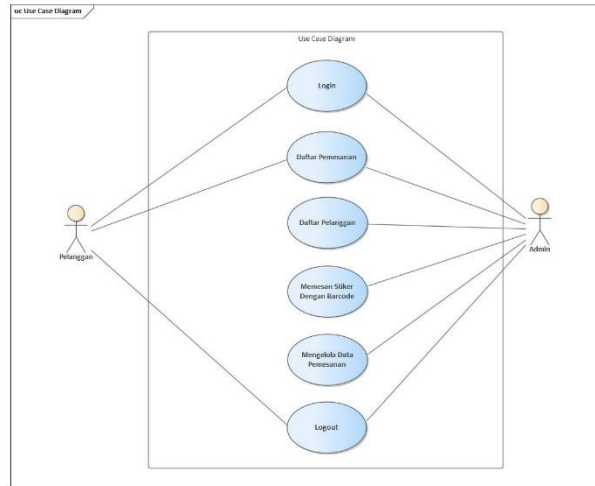 uc Use Case Diagram
Use Case Diagram
Login
Daftar Pemesanan
Daftar Pelanggan
Pelanggan
Admin
Memesan Stiker
Dengan Barcode
Mengelola Data
Pemesanan
Logout